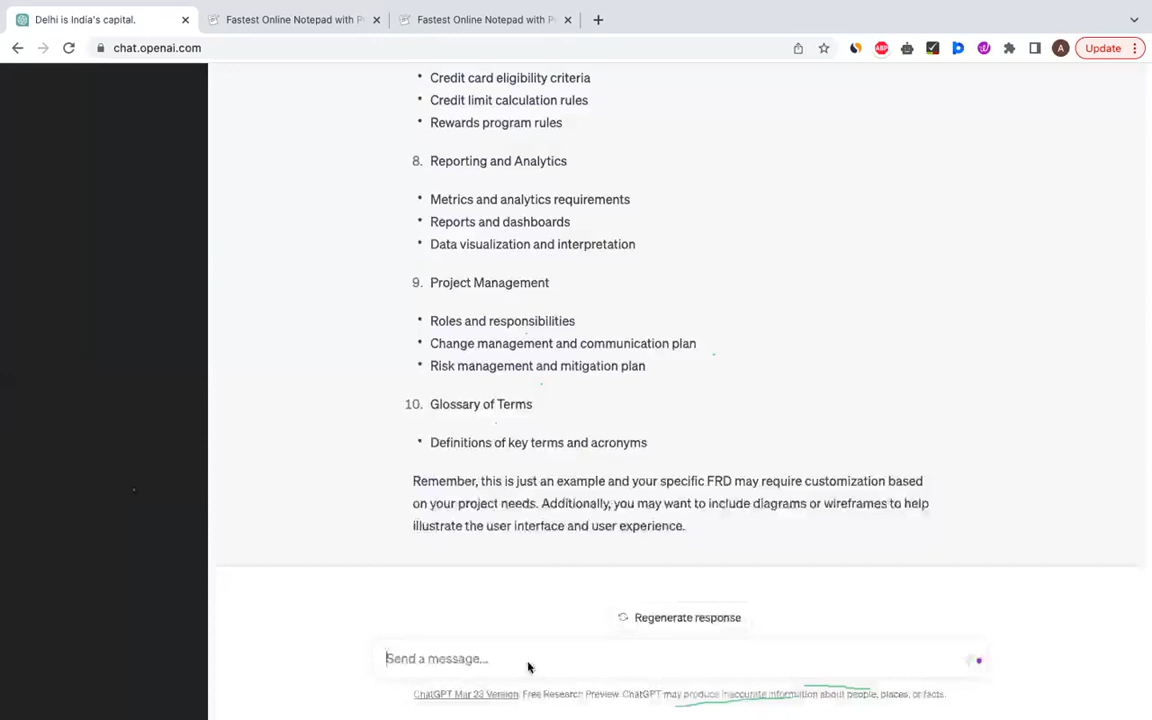 Delhi is India's capital.
Fastest Online Notepad with P
Fastest Online Notepad with P
chat.openai.com
ABP
A
Update
• Credit card eligibility criteria
• Credit limit calculation rules
• Rewards program rules
8. Reporting and Analytics
• Metrics and analytics requirements
• Reports and dashboards
• Data visualization and interpretation
9. Project Management
• Roles and responsibilities
• Change management and communication plan
• Risk management and mitigation plan
10. Glossary of Terms
• Definitions of key terms and acronyms
Remember, this is just an example and your specific FRD may require customization based
on your project needs. Additionally, you may want to include diagrams or wireframes to help
illustrate the user interface and user experience.
Regenerate response
Send a message...
ChatGPT Mar 23 Version. Free Research Preview. ChatGPT may produce inaccurate information about people, places, or facts.